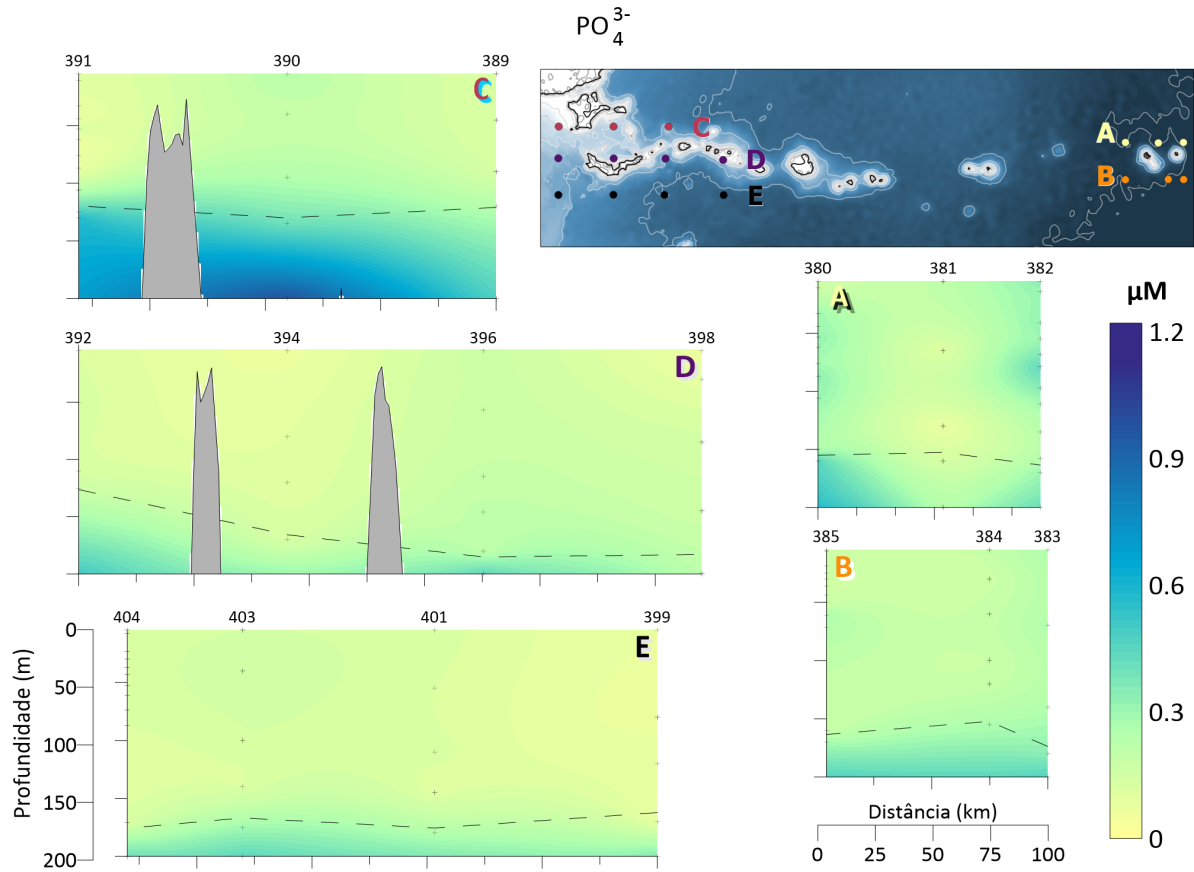 PO₄³⁻
391 390 389
C
C
D
E
A
B
392 394 396 398
D
380 381 382
A
µM
1.2
0.9
0.6
0.3
0
385 384 383
B
404 403 401 399
E
Profundidade (m)
0
50
100
150
200
Distância (km)
0 25 50 75 100